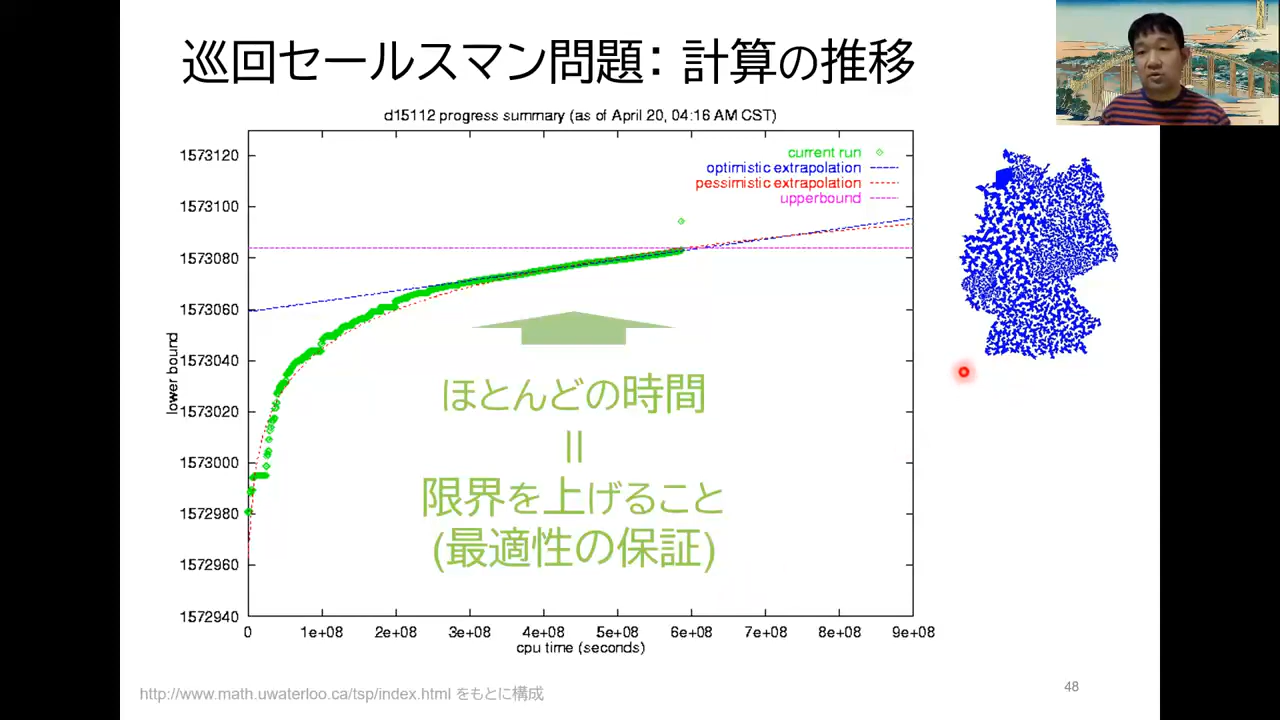 巡回セールスマン問題： 計算の推移
d15112 progress summary (as of April 20, 04:16 AM CST)
1573120
1573100
1573080
1573060
1573040
1573020
1573000
1572980
1572960
1572940
lower bound
current run
optimistic extrapolation
pessimistic extrapolation
upperbound
ほとんどの時間
＝
限界を上げること
(最適性の保証)
0 1e+08 2e+08 3e+08 4e+08 5e+08 6e+08 7e+08 8e+08 9e+08
cpu time (seconds)
http://www.math.uwaterloo.ca/tsp/index.html をもとに構成
48